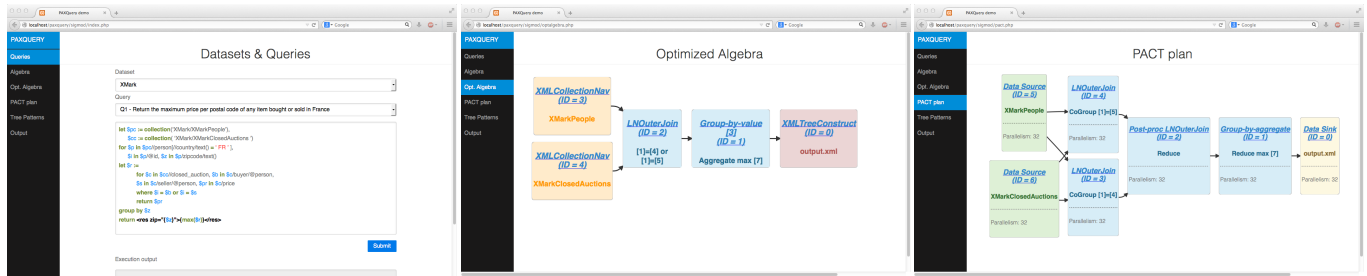 PAXQuery demo
localhost/paxquery/sigmod/index.php
Google
PAXQUERY
Queries
Algebra
Opt. Algebra
PACT plan
Tree Patterns
Output
Datasets & Queries
Dataset
XMark
Query
Q1 - Return the maximum price per postal code of any item bought or sold in France
let $pc := collection('XMark/XMarkPeople'),
$cc := collection( 'XMark/XMarkClosedAuctions ')
for $p in $pc//person[//country/text() = ' FR ' ],
$i in $p/@id, $z in $p//zipcode/text()
let $r :=
for $c in $cc//closed_auction, $b in $c/buyer/@person,
$s in $c/seller/@person, $pr in $c/price
where $i = $b or $i = $s
return $pr
group by $z
return <res zip="{$z}">{max($r)}</res>
Submit
Execution output
PAXQuery demo
localhost/paxquery/sigmod/optalgebra.php
Google
PAXQUERY
Queries
Algebra
Opt. Algebra
PACT plan
Tree Patterns
Output
Optimized Algebra
XMLCollectionNav
(ID = 3)
XMarkPeople
XMLCollectionNav
(ID = 4)
XMarkClosedAuctions
LNOuterJoin
(ID = 2)
[1]=[4] or
[1]=[5]
Group-by-value
[3]
(ID = 1)
Aggregate max [7]
XMLTreeConstruct
(ID = 0)
output.xml
PAXQuery demo
localhost/paxquery/sigmod/pact.php
Google
PAXQUERY
Queries
Algebra
Opt. Algebra
PACT plan
Tree Patterns
Output
PACT plan
Data Source
(ID = 5)
XMarkPeople
Parallelism: 32
Data Source
(ID = 6)
XMarkClosedAuctions
Parallelism: 32
LNOuterJoin
(ID = 4)
CoGroup [1]=[5]
Parallelism: 32
LNOuterJoin
(ID = 3)
CoGroup [1]=[4]
Parallelism: 32
Post-proc LNOuterJoin
(ID = 2)
Reduce
Parallelism: 32
Group-by-aggregate
(ID = 1)
Reduce max [7]
Parallelism: 32
Data Sink
(ID = 0)
output.xml
Parallelism: 32